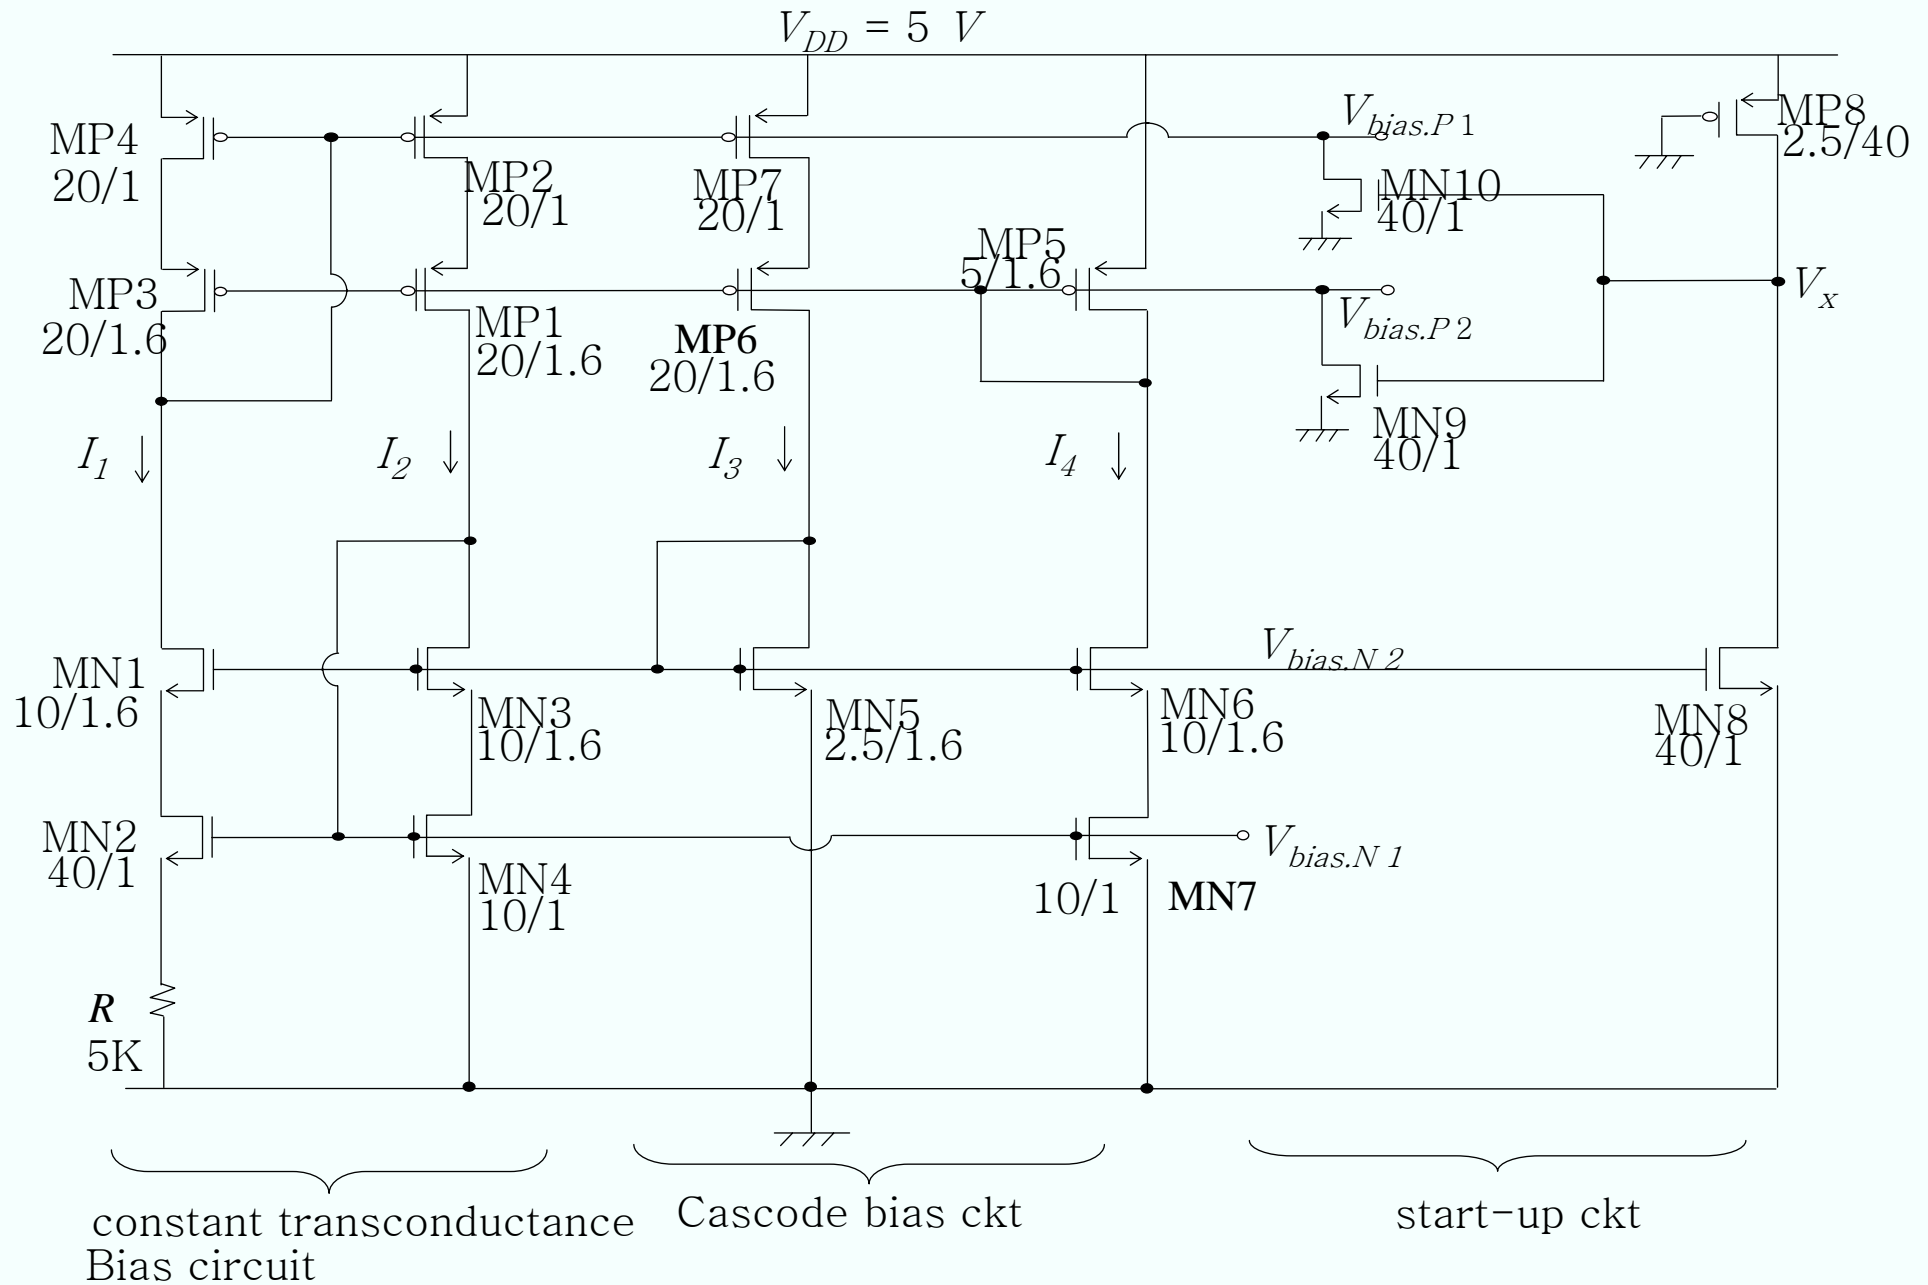 V_DD = 5 V
MP4
20/1
MP2
20/1
MP7
20/1
V_bias.P 1
MP8
2.5/40
MN10
40/1
MP5
5/1.6
MP3
20/1.6
MP1
20/1.6
MP6
20/1.6
V_bias.P 2
V_x
MN9
40/1
I_1
I_2
I_3
I_4
MN1
10/1.6
MN3
10/1.6
MN5
2.5/1.6
MN6
10/1.6
V_bias.N 2
MN8
40/1
MN2
40/1
MN4
10/1
10/1
MN7
V_bias.N 1
R
5K
constant transconductance
Bias circuit
Cascode bias ckt
start-up ckt